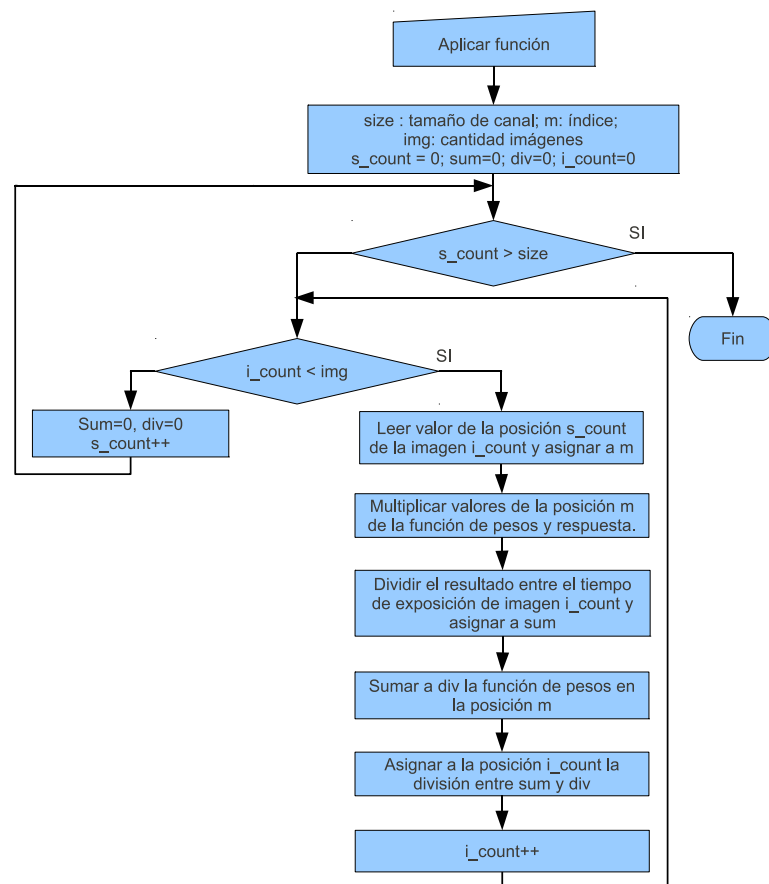 Aplicar función
size : tamaño de canal; m: índice;
img: cantidad imágenes
s_count = 0; sum=0; div=0; i_count=0
s_count > size
SI
Fin
i_count < img
SI
Sum=0, div=0
s_count++
Leer valor de la posición s_count
de la imagen i_count y asignar a m
Multiplicar valores de la posición m
de la función de pesos y respuesta.
Dividir el resultado entre el tiempo
de exposición de imagen i_count y
asignar a sum
Sumar a div la función de pesos en
la posición m
Asignar a la posición i_count la
división entre sum y div
i_count++